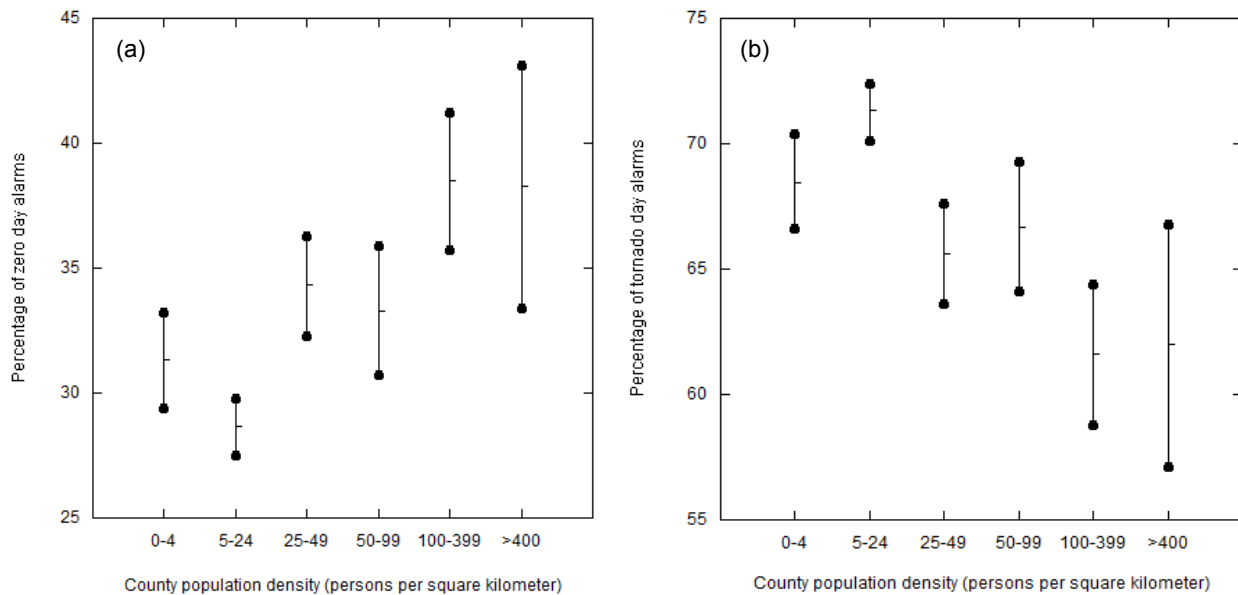 (a)
Percentage of zero day alarms
45
40
35
30
25
0-4 5-24 25-49 50-99 100-399 >400
County population density (persons per square kilometer)
(b)
Percentage of tornado day alarms
75
70
65
60
55
0-4 5-24 25-49 50-99 100-399 >400
County population density (persons per square kilometer)